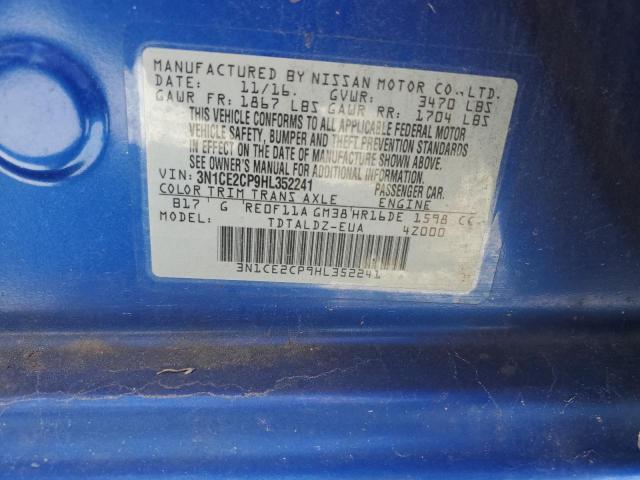 MANUFACTURED BY NISSAN MOTOR CO.,LTD.
DATE: 11/16. GVWR: 3470 LBS
GAWR FR: 1867 LBS GAWR RR: 1704 LBS
THIS VEHICLE CONFORMS TO ALL APPLICABLE FEDERAL MOTOR
VEHICLE SAFETY, BUMPER AND THEFT PREVENTION STANDARDS
IN EFFECT ON THE DATE OF MANUFACTURE SHOWN ABOVE.
SEE OWNER'S MANUAL FOR ADDITIONAL INFORMATION.
VIN: 3N1CE2CP9HL352241 PASSENGER CAR.
COLOR TRIM TRANS AXLE ENGINE
B17 G RE0F11A GM38 HR16DE 1598 CC
MODEL: TDTALDZ-EUA 4Z000
3N1CE2CP9HL352241